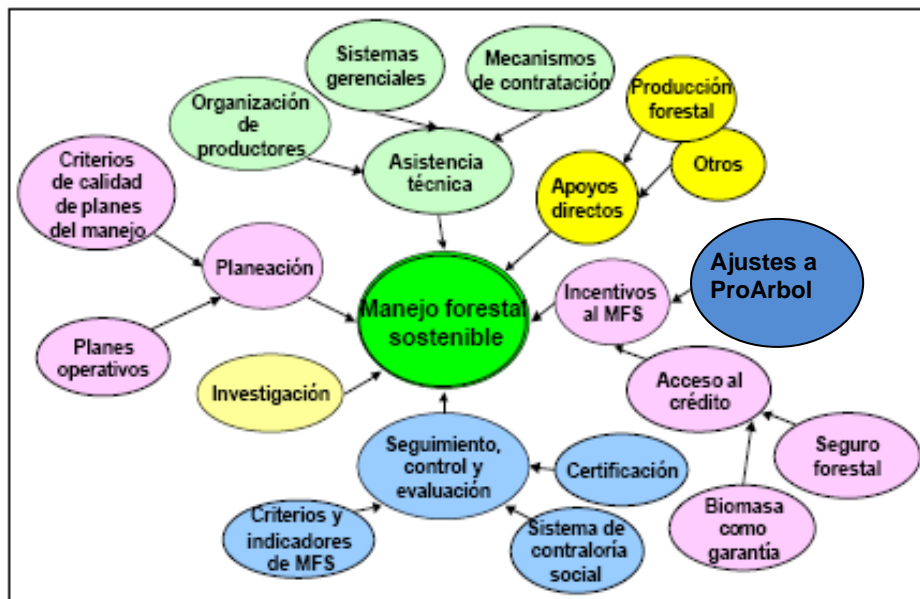 Sistemas
gerenciales
Mecanismos
de contratación
Organización
de
productores
Producción
forestal
Asistencia
técnica
Otros
Criterios
de calidad
de planes
del manejo
Apoyos
directos
Planeación
Ajustes a
ProArbol
Incentivos
al MFS
Manejo forestal
sostenible
Planes
operativos
Investigación
Acceso al
crédito
Seguimiento,
control y
evaluación
Certificación
Seguro
forestal
Criterios y
indicadores
de MFS
Sistema de
contraloría
social
Biomasa
como
garantía